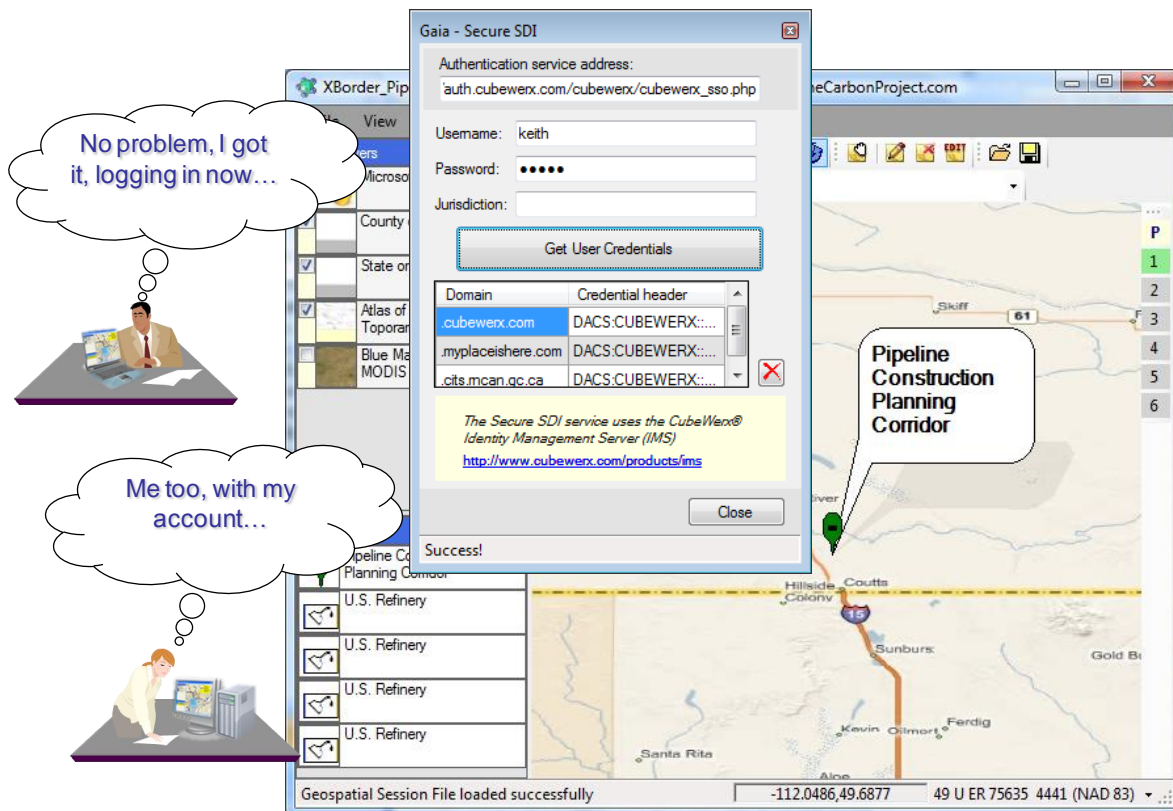 Gaia - Secure SDI
Authentication service address:
'auth.cubewerx.com/cubewerx/cubewerx_sso.php
Username: keith
Password: •••••
Jurisdiction:
Get User Credentials
Domain Credential header
.cubewerx.com DACS:CUBEWERX::...
.myplaceishere.com DACS:CUBEWERX::...
.cits.rncan.gc.ca DACS:CUBEWERX::...
The Secure SDI service uses the CubeWerx®
Identity Management Server (IMS)
http://www.cubewerx.com/products/ims
Close
Success!
No problem, I got
it, logging in now…
Me too, with my
account…
XBorder_Pip
eCarbonProject.com
View
EDIT
Microso
County
State or
Atlas of
Toporan
Blue Ma
MODIS
Pipeline Co
Planning Corridor
U.S. Refinery
U.S. Refinery
U.S. Refinery
U.S. Refinery
P
1
2
3
4
5
6
Skiff
61
Pipeline
Construction
Planning
Corridor
River
Hillside
Colony
Coutts
15
Sunburs
Gold B
Kevin
Oilmont
Ferdig
Santa Rita
Geospatial Session File loaded successfully
-112.0486,49.6877
49 U ER 75635 4441 (NAD 83)